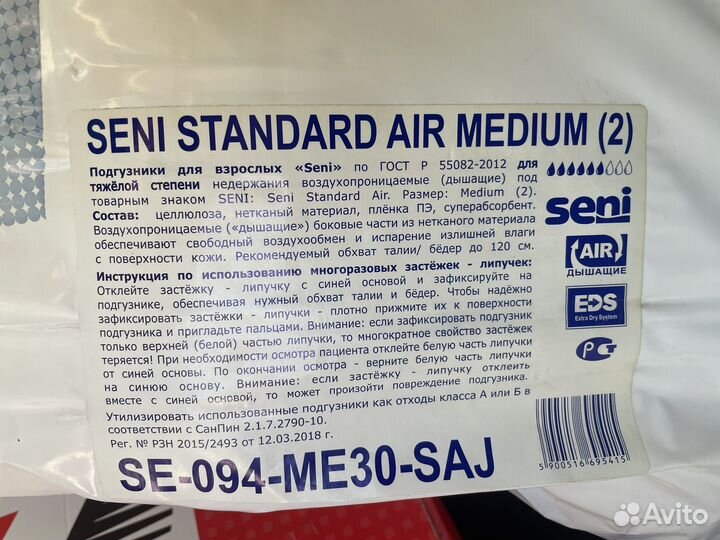 SENI STANDARD AIR MEDIUM (2)
Подгузники для взрослых «Seni» по ГОСТ Р 55082-2012 для
тяжёлой степени недержания воздухопроницаемые (дышащие) под
товарным знаком SENI: Seni Standard Air. Размер: Medium (2).
Состав: целлюлоза, нетканый материал, плёнка ПЭ, суперабсорбент.
Воздухопроницаемые («дышащие») боковые части из нетканого материала
обеспечивают свободный воздухообмен и испарение излишней влаги
с поверхности кожи. Рекомендуемый обхват талии/ бёдер до 120 см.
Инструкция по использованию многоразовых застёжек - липучек:
Отклейте застёжку - липучку с синей основой и зафиксируйте на
подгузнике, обеспечивая нужный обхват талии и бёдер. Чтобы надёжно
зафиксировать застёжки - липучки - плотно прижмите их к поверхности
подгузника и пригладьте пальцами. Внимание: если зафиксировать подгузник
только верхней (белой) частью липучки, то многократное свойство застёжек
теряется! При необходимости осмотра пациента отклейте белую часть липучки
от синей основы. По окончании осмотра - верните белую часть липучки
на синюю основу. Внимание: если застёжку - липучку отклеить
вместе с синей основой, то может произойти повреждение подгузника.
Утилизировать использованные подгузники как отходы класса А или Б в
соответствии с СанПин 2.1.7.2790-10.
Рег. № РЗН 2015/2493 от 12.03.2018 г.
SE-094-ME30-SAJ
seni
AIR
ДЫШАЩИЕ
EDS
Extra Dry System
РСТ
5900516695415
Avito